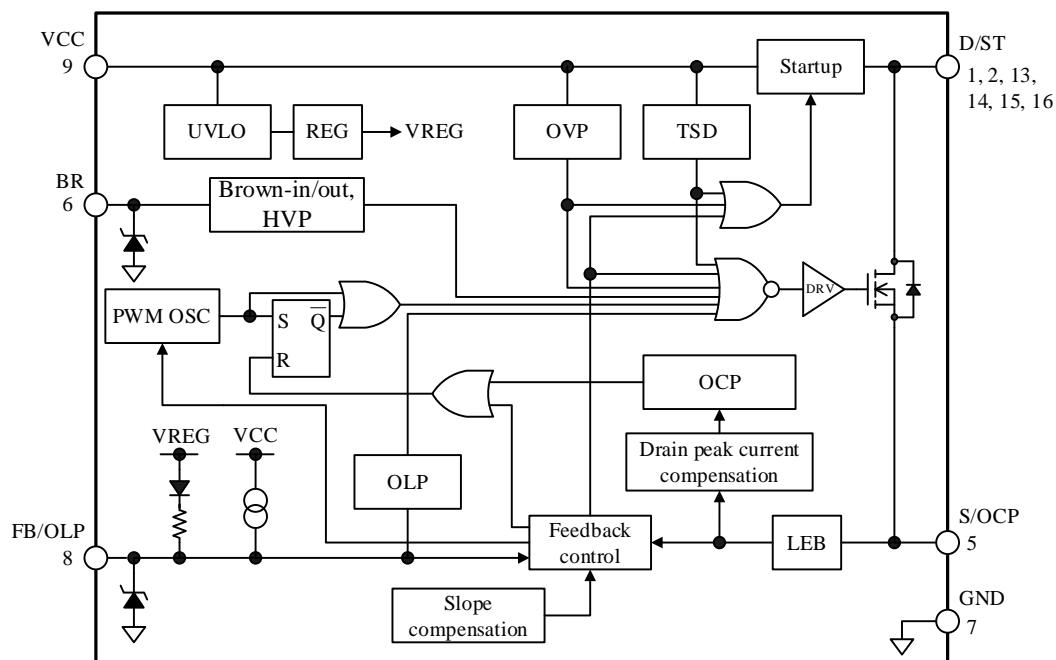 VCC
9
D/ST
1, 2, 13,
14, 15, 16
Startup
UVLO
REG
VREG
OVP
TSD
BR
6
Brown-in/out,
HVP
PWM OSC
S
Q
R
DRV
OCP
Drain peak current
compensation
VREG
VCC
OLP
FB/OLP
8
Feedback
control
LEB
S/OCP
5
Slope
compensation
GND
7